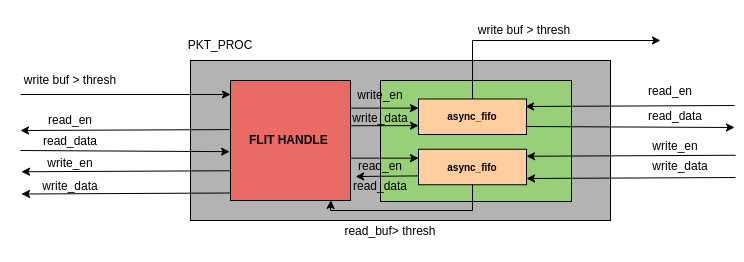 write buf > thresh
PKT_PROC
write buf > thresh
read_en
write_en
read_en
read_data
write_data
async_fifo
read_data
FLIT HANDLE
write_en
write_en
read_en
async_fifo
write_data
write_data
read_data
read_buf> thresh